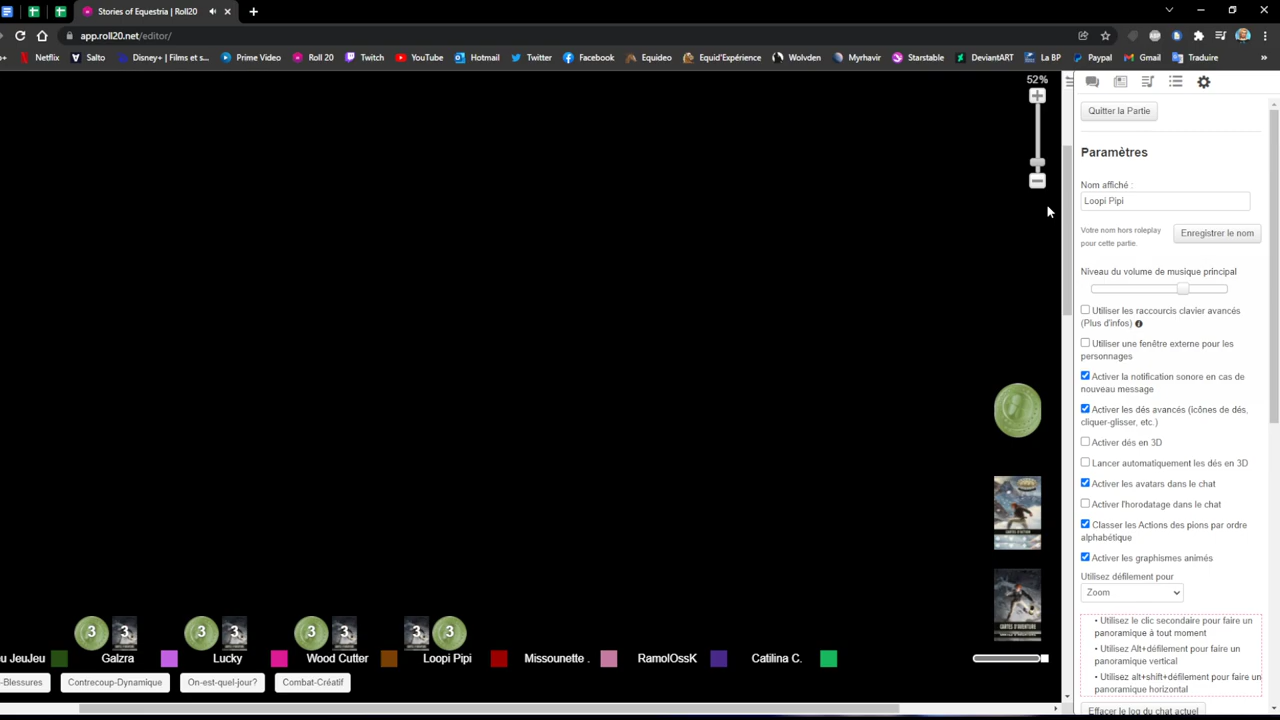 Stories of Equestria | Roll20
app.roll20.net/editor/
Netflix
Salto
Disney+ | Films et s...
Prime Video
Roll 20
Twitch
YouTube
Hotmail
Twitter
Facebook
Equideo
Equid'Expérience
Wolvden
Myrhavir
Starstable
DeviantART
La BP
Paypal
Gmail
Traduire
»
52%
Quitter la Partie
Paramètres
Nom affiché :
Loopi Pipi
Votre nom hors roleplay
pour cette partie.
Enregistrer le nom
Niveau du volume de musique principal
Utiliser les raccourcis clavier avancés
(Plus d'infos)
Utiliser une fenêtre externe pour les
personnages
Activer la notification sonore en cas de
nouveau message
Activer les dés avancés (icônes de dés,
cliquer-glisser, etc.)
Activer dés en 3D
Lancer automatiquement les dés en 3D
Activer les avatars dans le chat
Activer l'horodatage dans le chat
Classer les Actions des pions par ordre
alphabétique
Activer les graphismes animés
Utilisez défilement pour
Zoom
• Utilisez le clic secondaire pour faire un
panoramique à tout moment
• Utilisez Alt+défilement pour faire un
panoramique vertical
• Utilisez alt+shift+défilement pour faire un
panoramique horizontal
Effacer le log du chat actuel
3 3 3 3 3 3 3 3
u JeuJeu
Galzra
Lucky
Wood Cutter
Loopi Pipi
Missounette .
RamolOssK
Catilina C.
-Blessures
Contrecoup-Dynamique
On-est-quel-jour?
Combat-Créatif